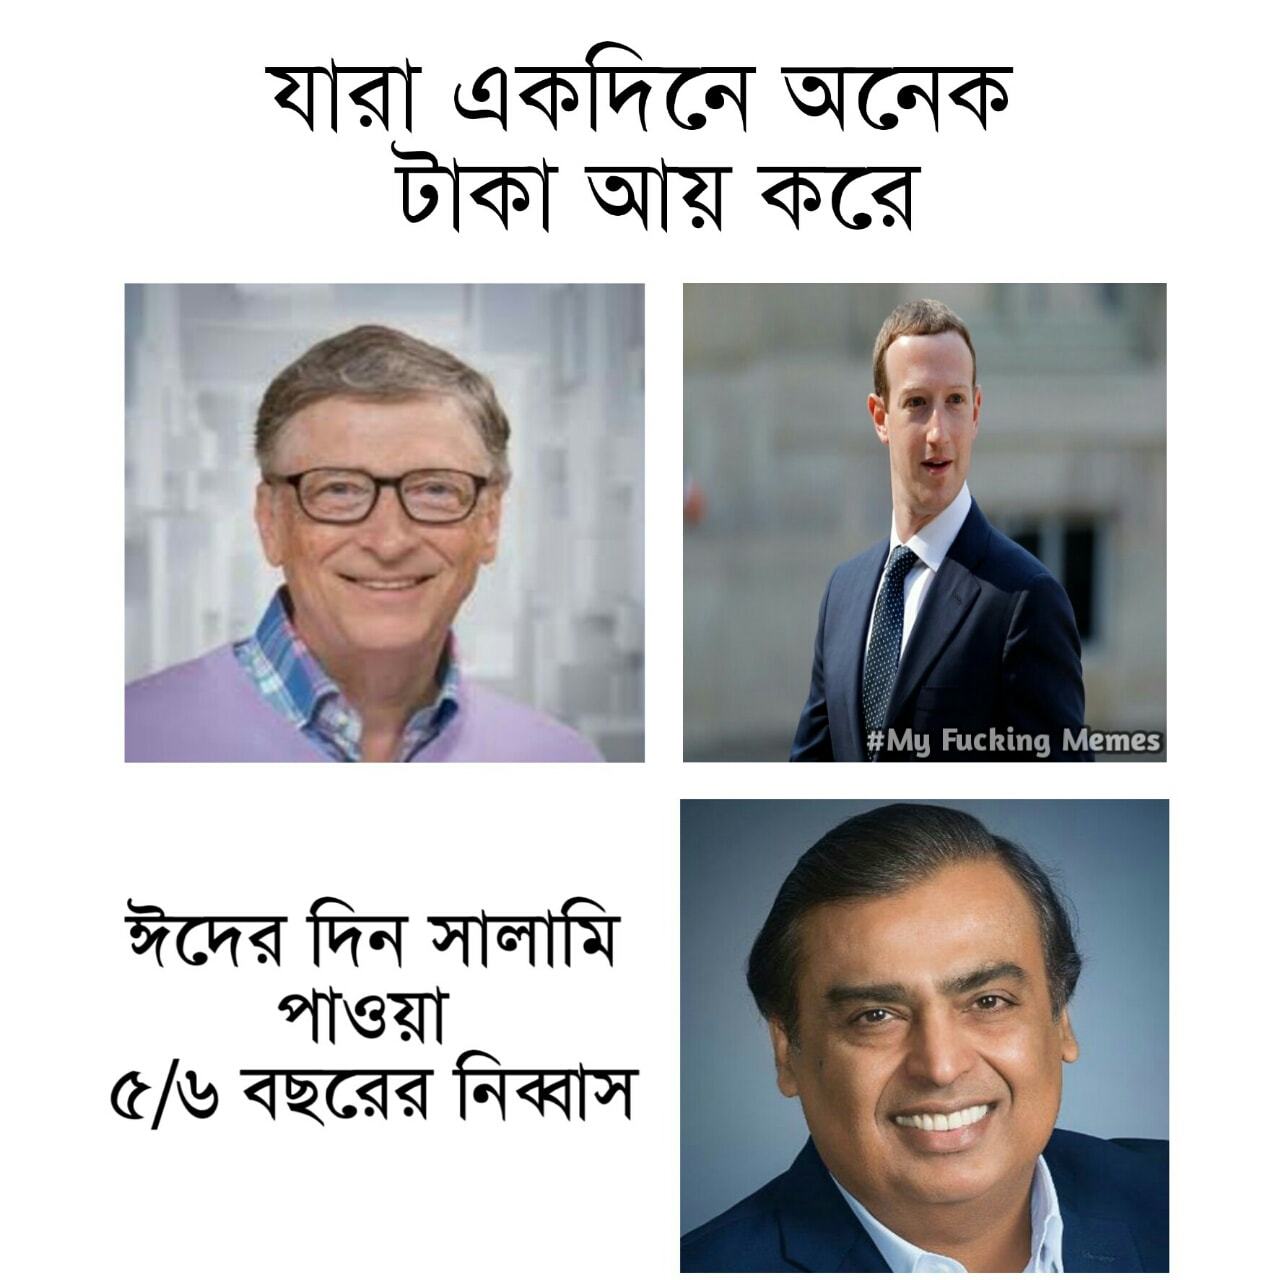 যারা একদিনে অনেক
টাকা আয় করে
#My Fucking Memes
ঈদের দিন সালামি
পাওয়া
৫/৬ বছরের নিব্বাস